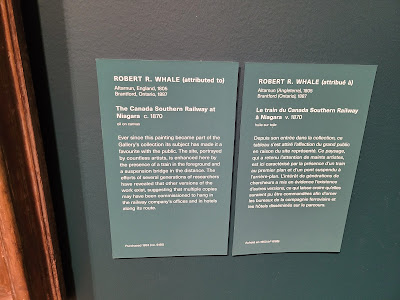 ROBERT R. WHALE (attributed to)
Altarnun, England, 1805
Brantford, Ontario, 1887
The Canada Southern Railway at
Niagara c. 1870
oil on canvas
Ever since this painting became part of the
Gallery's collection its subject has made it a
favourite with the public. The site, portrayed
by countless artists, is enhanced here by
the presence of a train in the foreground and
a suspension bridge in the distance. The
efforts of several generations of researchers
have revealed that other versions of the
work exist, suggesting that multiple copies
may have been commissioned to hang in
the railway company's offices and in hotels
along its route.
ROBERT R. WHALE (attribué à)
Altarnun (Angleterre), 1805
Brantford (Ontario), 1887
Le train du Canada Southern Railway
à Niagara v. 1870
huile sur toile
Depuis son entrée dans la collection, ce
tableau s'est attiré l'affection du grand public
en raison du site représenté. Ce paysage,
qui a retenu l'attention de maints artistes,
est ici caractérisé par la présence d'un train
au premier plan et d'un pont suspendu à
l'arrière-plan. L'intérêt de générations de
chercheurs a mis en évidence l'existence
d'autres versions, ce qui laisse croire qu'elles
auraient pu être commandées afin d'orner
les bureaux de la compagnie ferroviaire et
les hôtels disséminés sur le parcours.